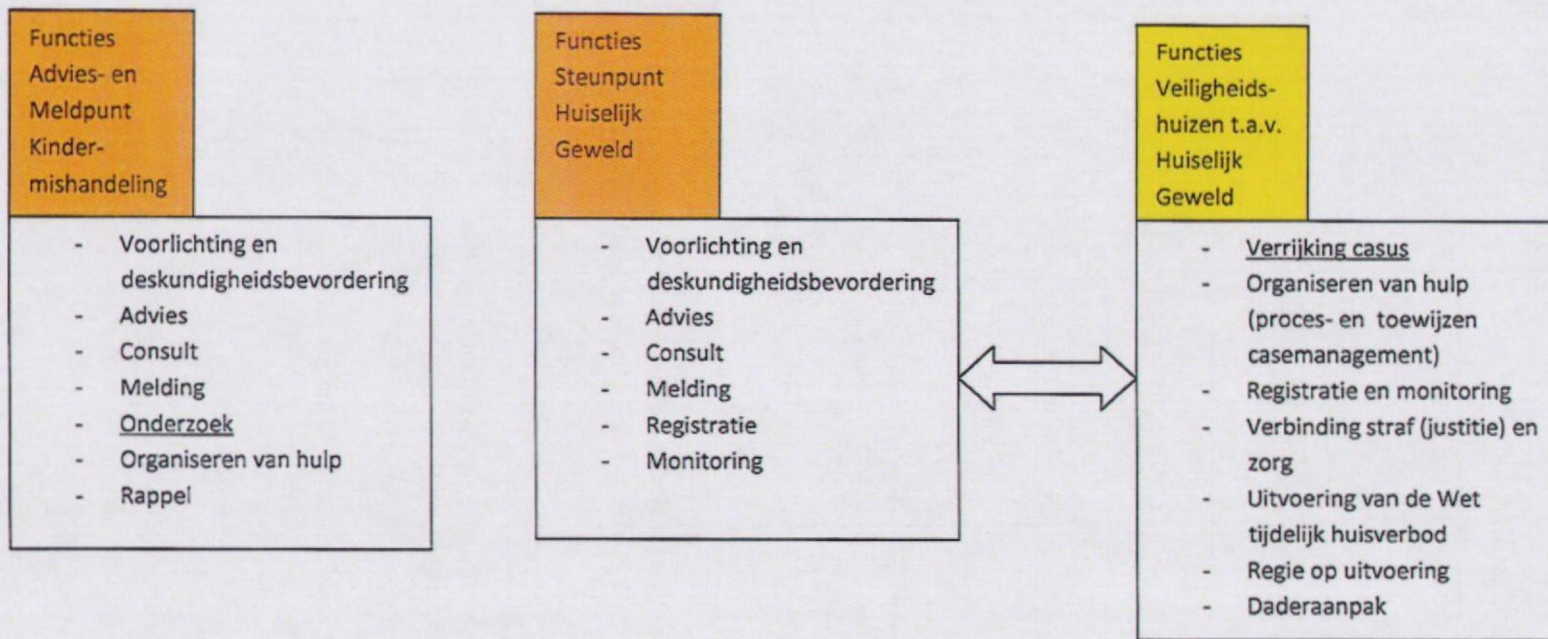 Functies
Advies- en
Meldpunt
Kinder-
mishandeling
- Voorlichting en
deskundigheidsbevordering
- Advies
- Consult
- Melding
- Onderzoek
- Organiseren van hulp
- Rappel
Functies
Steunpunt
Huiselijk
Geweld
- Voorlichting en
deskundigheidsbevordering
- Advies
- Consult
- Melding
- Registratie
- Monitoring
Functies
Veiligheids-
huizen t.a.v.
Huiselijk
Geweld
- Verrijking casus
- Organiseren van hulp
(proces- en toewijzen
casemanagement)
- Registratie en monitoring
- Verbinding straf (justitie) en
zorg
- Uitvoering van de Wet
tijdelijk huisverbod
- Regie op uitvoering
- Daderaanpak